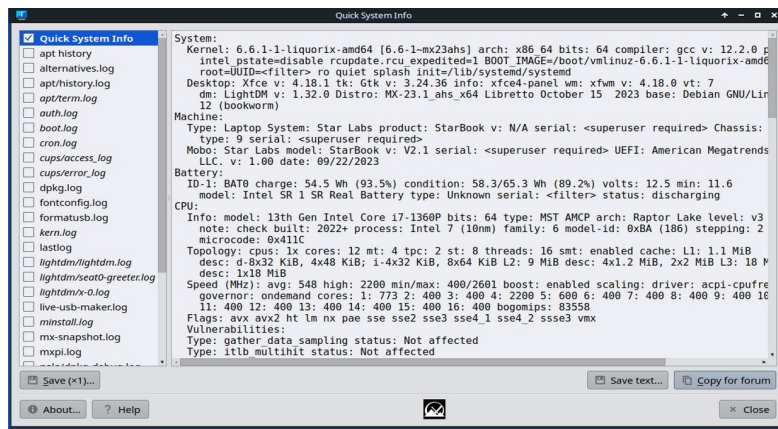 Quick System Info
Quick System Info
apt history
alternatives.log
apt/history.log
apt/term.log
auth.log
boot.log
cron.log
cups/access_log
cups/error_log
dpkg.log
fontconfig.log
formatusb.log
kern.log
lastlog
lightdm/lightdm.log
lightdm/seat0-greeter.log
lightdm/x-0.log
live-usb-maker.log
minstall.log
mx-snapshot.log
mxpi.log
System:
Kernel: 6.6.1-1-liquorix-amd64 [6.6-1~mx23ahs] arch: x86_64 bits: 64 compiler: gcc v: 12.2.0 p
intel_pstate=disable rcupdate.rcu_expedited=1 BOOT_IMAGE=/boot/vmlinuz-6.6.1-1-liquorix-amd6
root=UUID=<filter> ro quiet splash init=/lib/systemd/systemd
Desktop: Xfce v: 4.18.1 tk: Gtk v: 3.24.36 info: xfce4-panel wm: xfwm v: 4.18.0 vt: 7
dm: LightDM v: 1.32.0 Distro: MX-23.1_ahs_x64 Libretto October 15  2023 base: Debian GNU/Lin
12 (bookworm)
Machine:
Type: Laptop System: Star Labs product: StarBook v: N/A serial: <superuser required> Chassis:
type: 9 serial: <superuser required>
Mobo: Star Labs model: StarBook v: V2.1 serial: <superuser required> UEFI: American Megatrends
LLC. v: 1.00 date: 09/22/2023
Battery:
ID-1: BAT0 charge: 54.5 Wh (93.5%) condition: 58.3/65.3 Wh (89.2%) volts: 12.5 min: 11.6
model: Intel SR 1 SR Real Battery type: Unknown serial: <filter> status: discharging
CPU:
Info: model: 13th Gen Intel Core i7-1360P bits: 64 type: MST AMCP arch: Raptor Lake level: v3
note: check built: 2022+ process: Intel 7 (10nm) family: 6 model-id: 0xBA (186) stepping: 2
microcode: 0x411C
Topology: cpus: 1x cores: 12 mt: 4 tpc: 2 st: 8 threads: 16 smt: enabled cache: L1: 1.1 MiB
desc: d-8x32 KiB, 4x48 KiB; i-4x32 KiB, 8x64 KiB L2: 9 MiB desc: 4x1.2 MiB, 2x2 MiB L3: 18 M
desc: 1x18 MiB
Speed (MHz): avg: 548 high: 2200 min/max: 400/2601 boost: enabled scaling: driver: acpi-cpufre
governor: ondemand cores: 1: 773 2: 400 3: 400 4: 2200 5: 600 6: 400 7: 400 8: 400 9: 400 10
11: 400 12: 400 13: 400 14: 400 15: 400 16: 400 bogomips: 83558
Flags: avx avx2 ht lm nx pae sse sse2 sse3 sse4_1 sse4_2 ssse3 vmx
Vulnerabilities:
Type: gather_data_sampling status: Not affected
Type: itlb_multihit status: Not affected
Save (×1)...
Save text...
Copy for forum
About...
? Help
Close